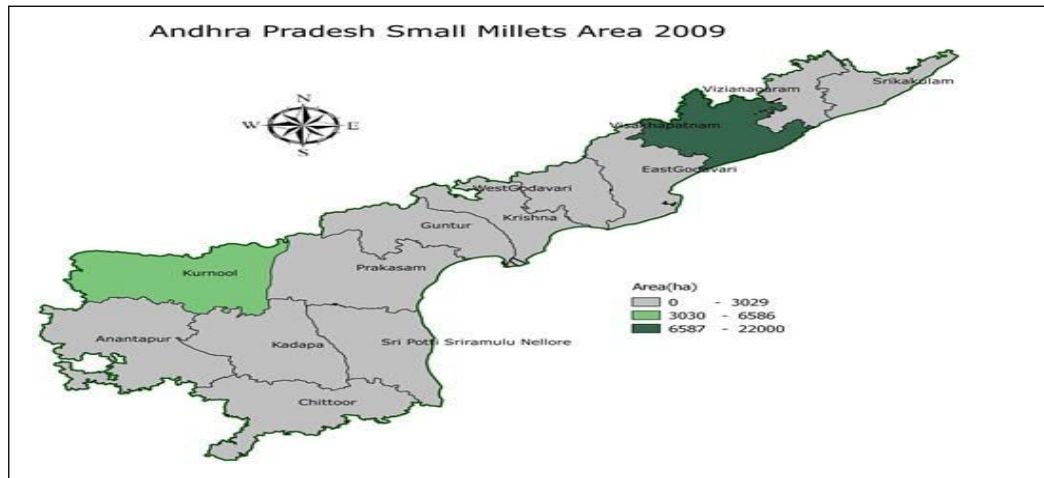 Andhra Pradesh Small Millets Area 2009
N
W E
S
Srikakulam
Vizianagaram
Visakhapatnam
EastGodavari
WestGodavari
Krishna
Guntur
Prakasam
Kurnool
Area(ha)
0 - 3029
3030 - 6586
6587 - 22000
Anantapur
Kadapa
Sri Potti Sriramulu Nellore
Chittoor